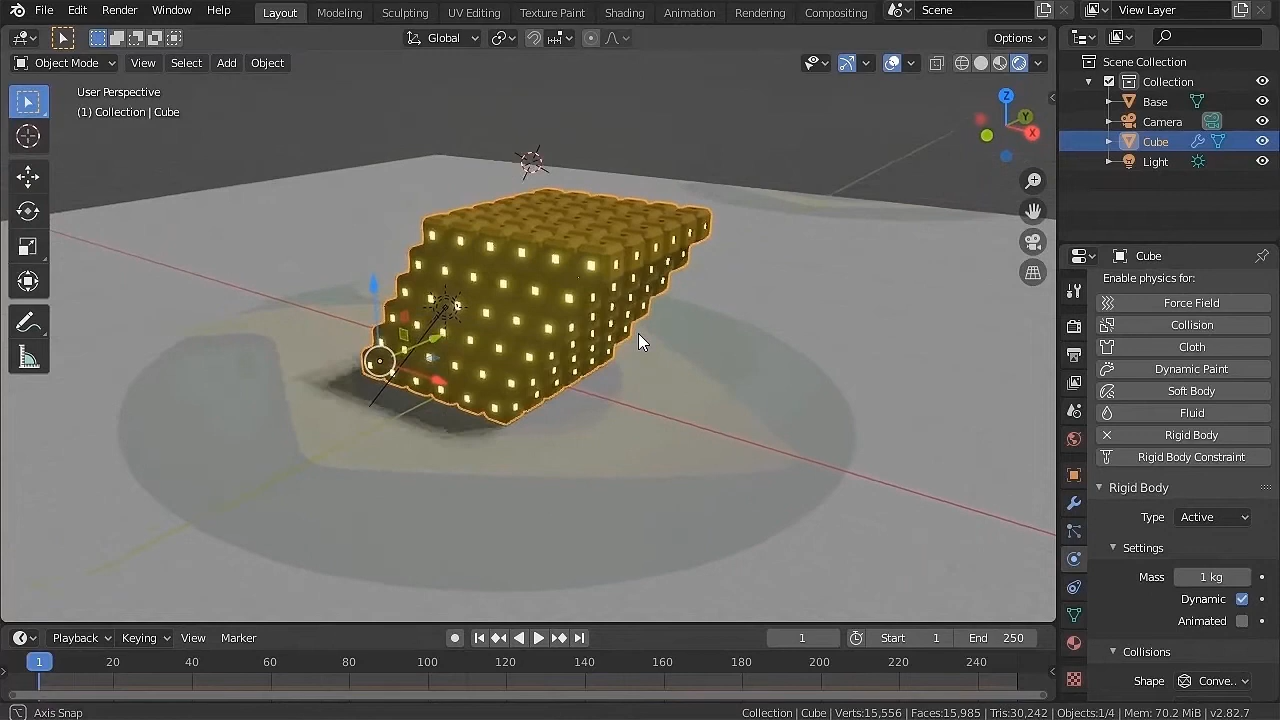 File Edit Render Window Help Layout Modeling Sculpting UV Editing Texture Paint Shading Animation Rendering Compositing Scene View Layer
Global Options
Object Mode View Select Add Object
User Perspective
(1) Collection | Cube
Z
Y
X
Scene Collection
Collection
Base
Camera
Cube
Light
Cube
Enable physics for:
Force Field
Collision
Cloth
Dynamic Paint
Soft Body
Fluid
Rigid Body
Rigid Body Constraint
Rigid Body
Type Active
Settings
Mass 1 kg
Dynamic
Animated
Collisions
Shape Conve..
Playback Keying View Marker 1 Start 1 End 250
1 20 40 60 80 100 120 140 160 180 200 220 240
Axis Snap
Collection | Cube | Verts:15,556 | Faces:15,985 | Tris:30,242 | Objects:1/4 | Mem: 70.2 MiB | v2.82.7